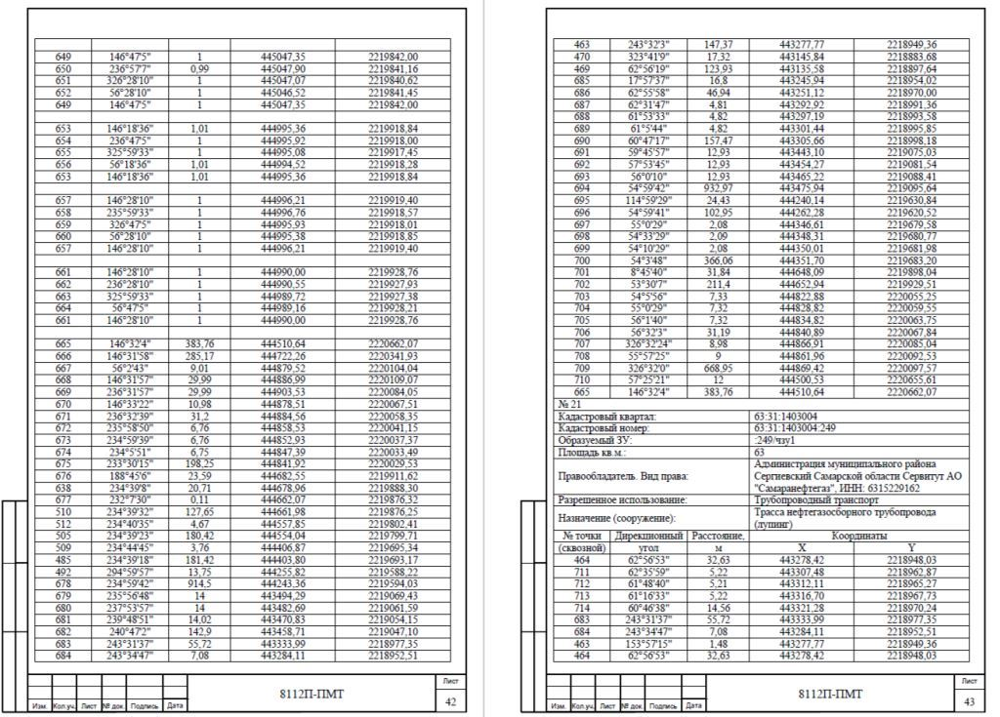 649 146°47'5" 1 445047,35 2219842,00
650 236°57'7" 0,99 445047,90 2219841,16
651 326°28'10" 1 445047,07 2219840,62
652 56°28'10" 1 445046,52 2219841,45
649 146°47'5" 1 445047,35 2219842,00
653 146°18'36" 1,01 444995,36 2219918,84
654 236°47'5" 1 444995,92 2219918,00
655 325°59'33" 1 444995,08 2219917,45
656 56°18'36" 1,01 444994,52 2219918,28
653 146°18'36" 1,01 444995,36 2219918,84
657 146°28'10" 1 444996,21 2219919,40
658 235°59'33" 1 444996,76 2219918,57
659 326°47'5" 1 444995,93 2219918,01
660 56°28'10" 1 444995,38 2219918,85
657 146°28'10" 1 444996,21 2219919,40
661 146°28'10" 1 444990,00 2219928,76
662 236°28'10" 1 444990,55 2219927,93
663 325°59'33" 1 444989,72 2219927,38
664 56°47'5" 1 444989,16 2219928,21
661 146°28'10" 1 444990,00 2219928,76
665 146°32'4" 383,76 444510,64 2220662,07
666 146°31'58" 285,17 444722,26 2220341,93
667 56°2'43" 9,01 444879,52 2220104,04
668 146°31'57" 29,99 444886,99 2220109,07
669 236°31'57" 29,99 444903,53 2220084,05
670 146°33'22" 10,98 444878,51 2220067,51
671 236°32'39" 31,2 444884,56 2220058,35
672 235°58'50" 6,76 444858,53 2220041,15
673 234°59'39" 6,76 444852,93 2220037,37
674 234°5'51" 6,75 444847,39 2220033,49
675 233°30'15" 198,25 444841,92 2220029,53
676 188°45'6" 23,59 444682,55 2219911,62
638 234°39'8" 20,71 444678,96 2219888,30
677 232°7'30" 0,11 444662,07 2219876,32
510 234°39'32" 127,65 444661,98 2219876,25
512 234°40'35" 4,67 444557,85 2219802,41
505 234°39'23" 180,42 444554,04 2219799,71
509 234°44'45" 3,76 444406,87 2219695,34
485 234°39'18" 181,42 444403,80 2219693,17
492 294°59'57" 13,75 444255,82 2219588,22
678 234°59'42" 914,5 444243,36 2219594,03
679 235°56'48" 14 443494,29 2219069,43
680 237°53'57" 14 443482,69 2219061,59
681 239°48'51" 14,02 443470,83 2219054,15
682 240°47'2" 142,9 443458,71 2219047,10
683 243°31'37" 55,72 443333,99 2218977,35
684 243°34'47" 7,08 443284,11 2218952,51
8112П-ПМТ
Изм. Кол.уч. Лист № док. Подпись Дата
Лист
42
463 243°32'3" 147,37 443277,77 2218949,36
470 323°41'9" 17,32 443145,84 2218883,68
469 62°56'19" 123,93 443135,58 2218897,64
685 17°57'37" 16,8 443245,94 2218954,02
686 62°55'58" 46,94 443251,12 2218970,00
687 62°31'47" 4,81 443292,92 2218991,36
688 61°53'33" 4,82 443297,19 2218993,58
689 61°5'44" 4,82 443301,44 2218995,85
690 60°47'17" 157,47 443305,66 2218998,18
691 59°45'57" 12,93 443443,10 2219075,03
692 57°53'45" 12,93 443454,27 2219081,54
693 56°0'10" 12,93 443465,22 2219088,41
694 54°59'42" 932,97 443475,94 2219095,64
695 114°59'29" 24,43 444240,14 2219630,84
696 54°59'41" 102,95 444262,28 2219620,52
697 55°0'29" 2,08 444346,61 2219679,58
698 54°33'29" 2,09 444348,31 2219680,77
699 54°10'29" 2,08 444350,01 2219681,98
700 54°3'48" 366,06 444351,70 2219683,20
701 8°45'40" 31,84 444648,09 2219898,04
702 53°30'7" 211,4 444652,94 2219929,51
703 54°5'56" 7,33 444822,88 2220055,25
704 55°0'29" 7,32 444828,82 2220059,55
705 56°1'40" 7,32 444834,82 2220063,75
706 56°32'3" 31,19 444840,89 2220067,84
707 326°32'24" 8,98 444866,91 2220085,04
708 55°57'25" 9 444861,96 2220092,53
709 326°32'0" 668,95 444869,42 2220097,57
710 57°25'21" 12 444500,53 2220655,61
665 146°32'4" 383,76 444510,64 2220662,07
№ 21
Кадастровый квартал: 63:31:1403004
Кадастровый номер: 63:31:1403004:249
Образуемый ЗУ: :249/чзу1
Площадь кв.м.: 63
Правообладатель. Вид права: Администрация муниципального района
Сергиевский Самарской области Сервитут АО
"Самаранефтегаз", ИНН: 6315229162
Разрешенное использование: Трубопроводный транспорт
Назначение (сооружение): Трасса нефтегазосборного трубопровода
(лупинг)
№ точки Дирекционный Расстояние, Координаты
(сквозной) угол м X Y
464 62°56'53" 32,63 443278,42 2218948,03
711 62°35'59" 5,22 443307,48 2218962,87
712 61°48'40" 5,21 443312,11 2218965,27
713 61°16'33" 5,22 443316,70 2218967,73
714 60°46'38" 14,56 443321,28 2218970,24
683 243°31'37" 55,72 443333,99 2218977,35
684 243°34'47" 7,08 443284,11 2218952,51
463 153°57'15" 1,48 443277,77 2218949,36
464 62°56'53" 32,63 443278,42 2218948,03
8112П-ПМТ
Изм. Кол.уч. Лист № док. Подпись Дата
Лист
43